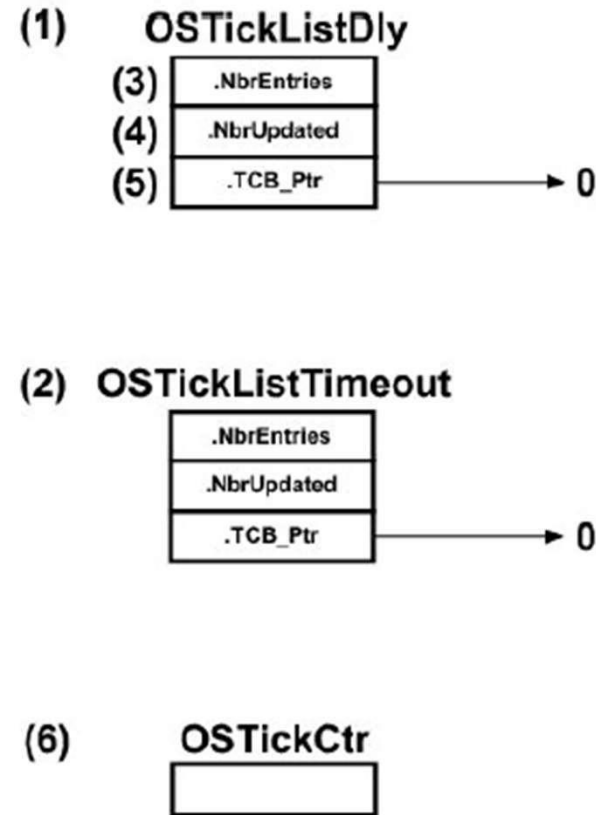 (1) OSTickListDly
(3) .NbrEntries
(4) .NbrUpdated
(5) .TCB_Ptr 0
(2) OSTickListTimeout
.NbrEntries
.NbrUpdated
.TCB_Ptr 0
(6) OSTickCtr